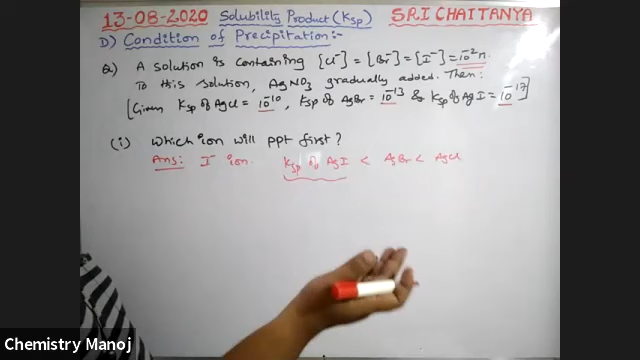 13-08-2020 Solubility Product (Ksp) SRI CHAITANYA
D) Condition of Precipitation:-
Q) A solution is containing [Cl⁻] = [Br⁻] = [I⁻] = 10⁻² M.
To this solution, AgNO₃ gradually added. Then:
[Given Ksp of AgCl = 10⁻¹⁰, Ksp of AgBr = 10⁻¹³ & Ksp of AgI = 10⁻¹⁷]
(i) Which ion will ppt first?
Ans: I⁻ ion. Ksp of AgI < AgBr < AgCl
Chemistry Manoj